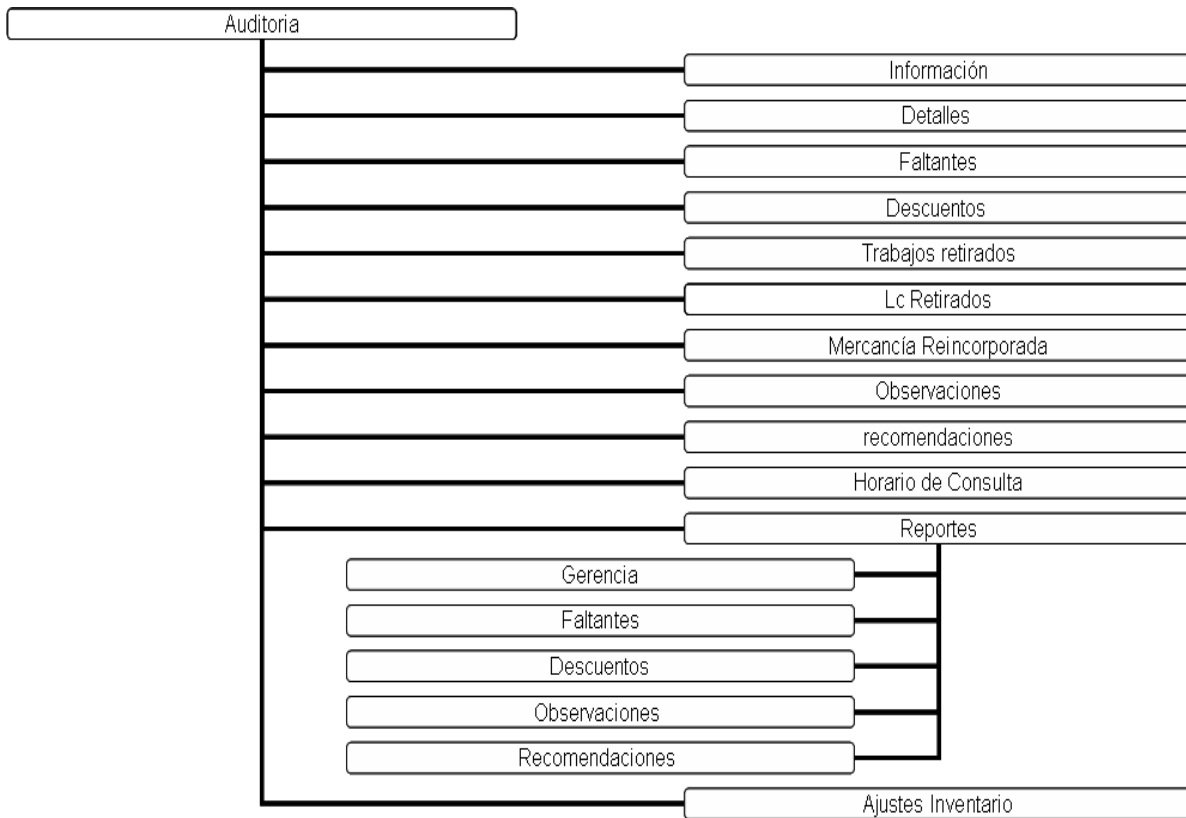 Auditoria
Información
Detalles
Faltantes
Descuentos
Trabajos retirados
Lc Retirados
Mercancía Reincorporada
Observaciones
recomendaciones
Horario de Consulta
Reportes
Gerencia
Faltantes
Descuentos
Observaciones
Recomendaciones
Ajustes Inventario